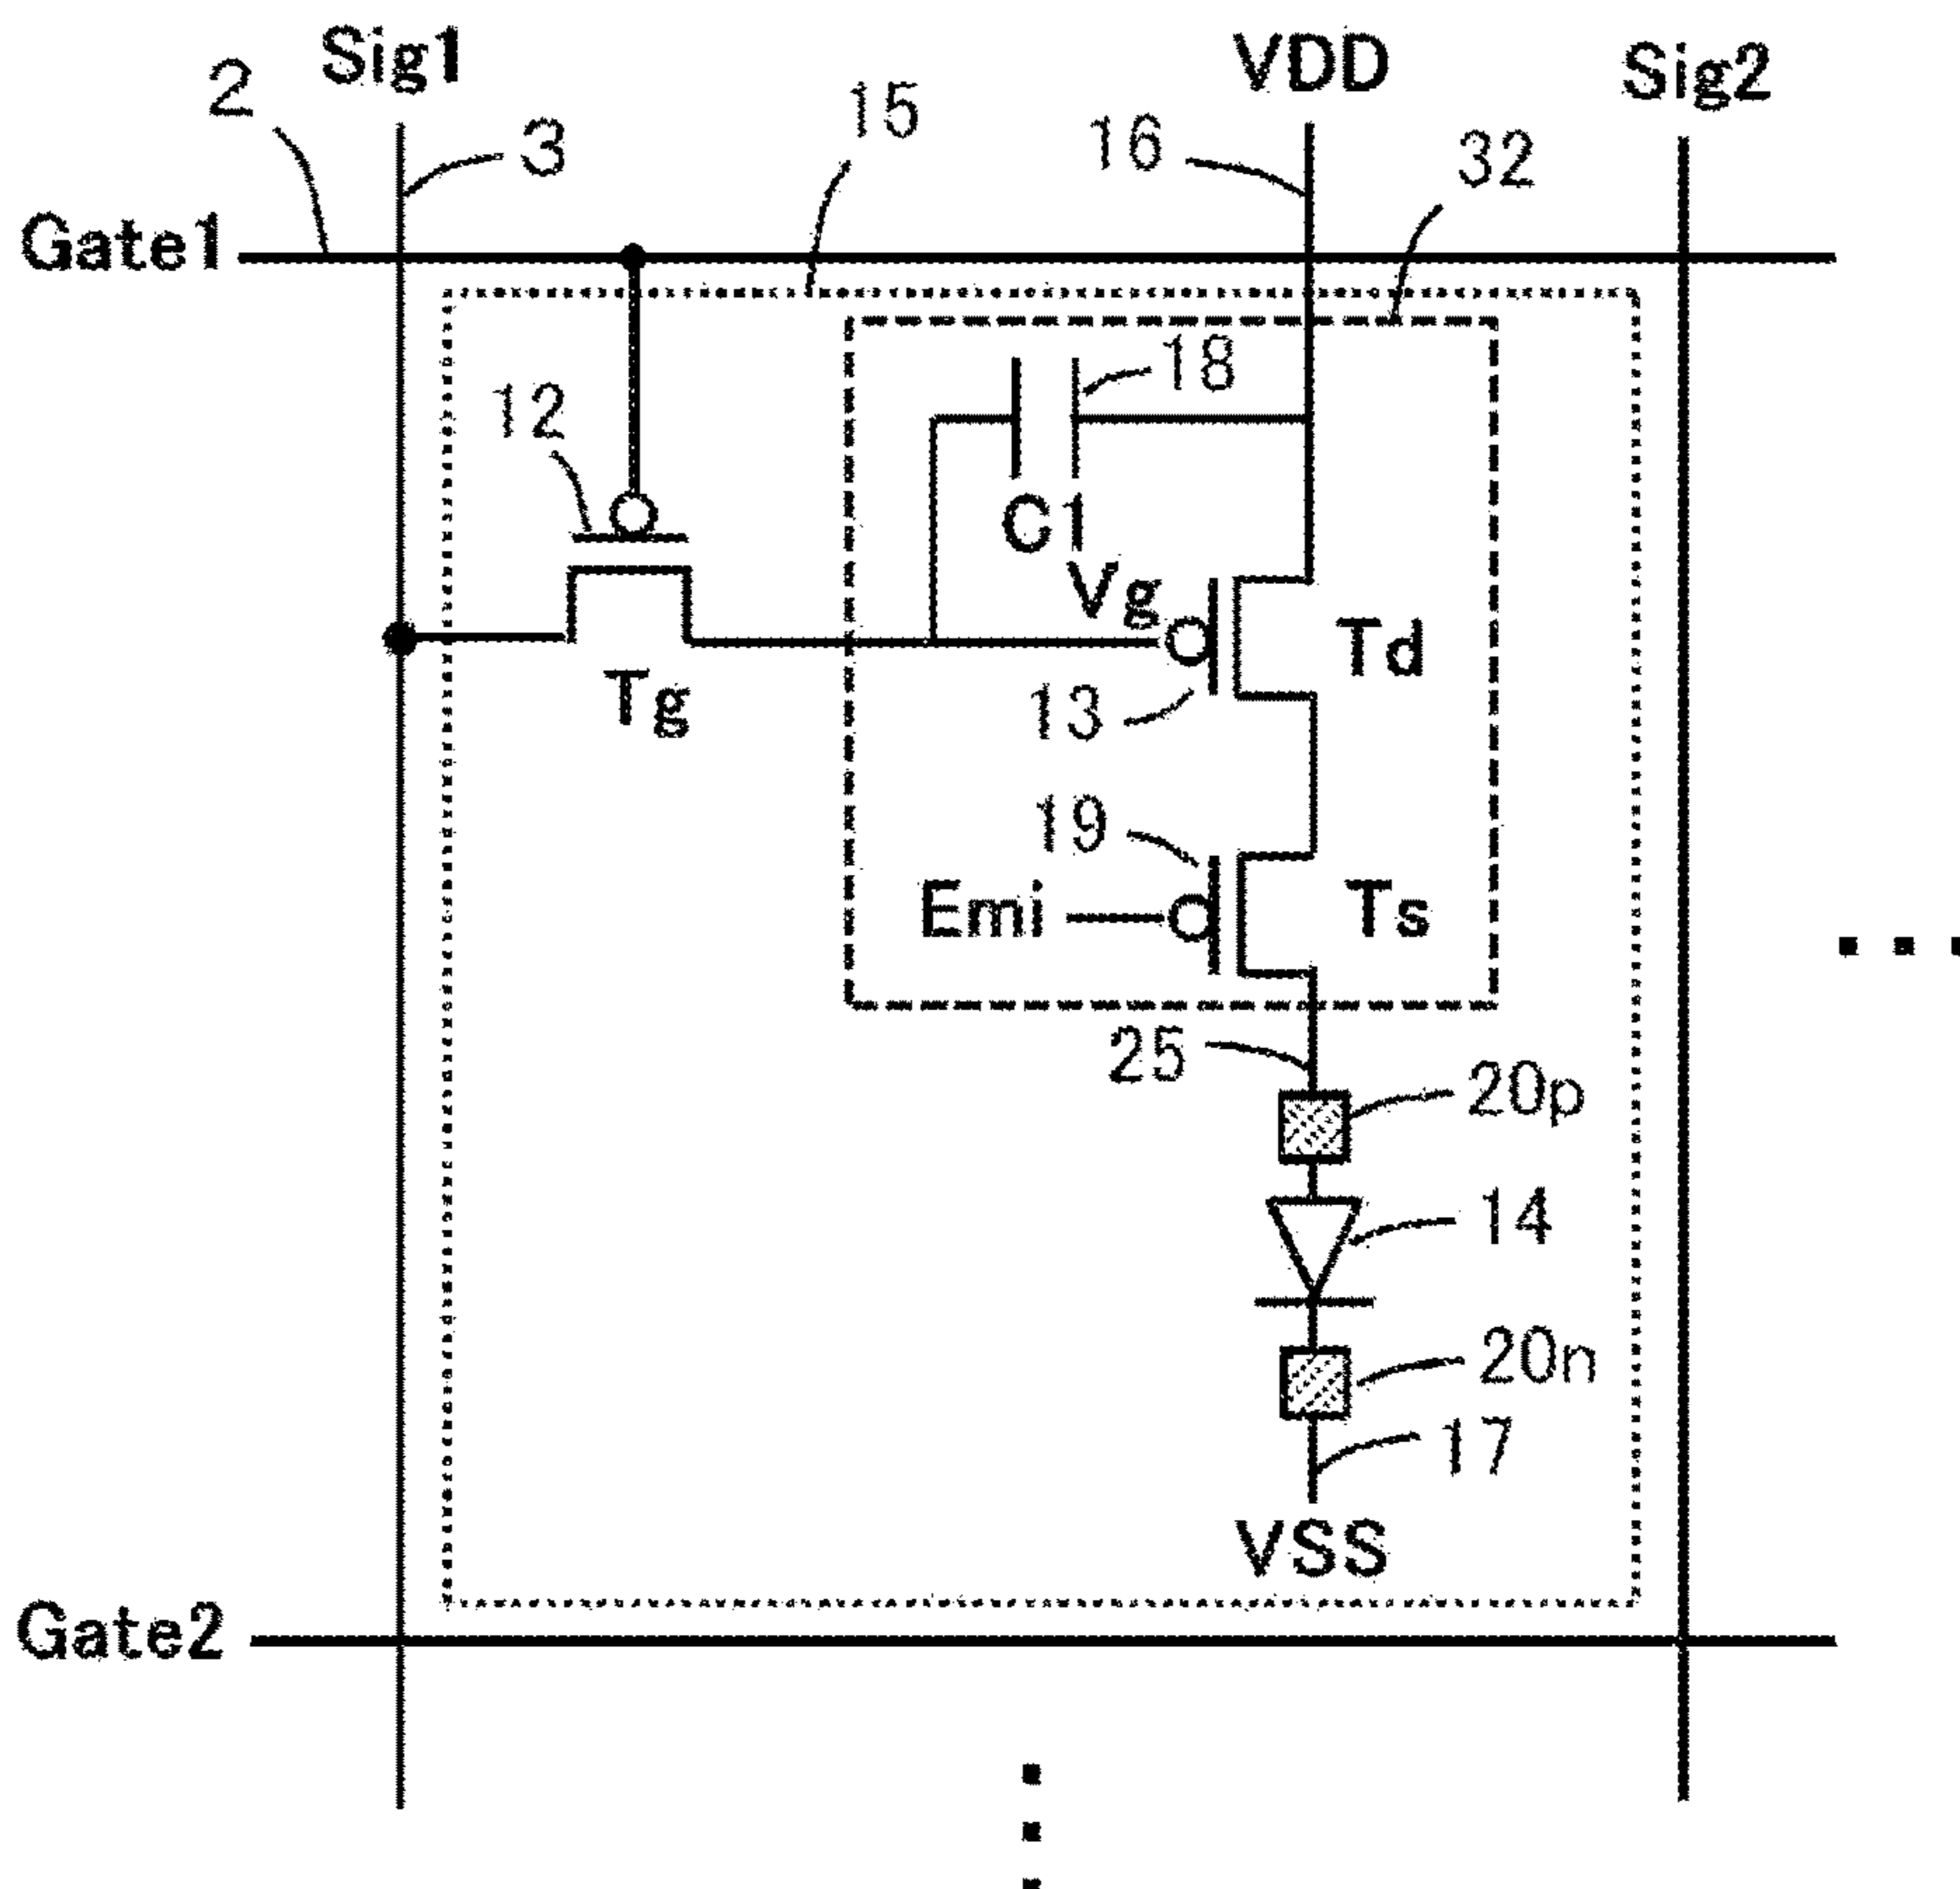 Sig1
VDD
Sig2
2
3
15
16
32
Gate1
18
12
C1
Vg
Td
Tg
13
19
Emi
Ts
25
20p
14
20n
17
VSS
Gate2